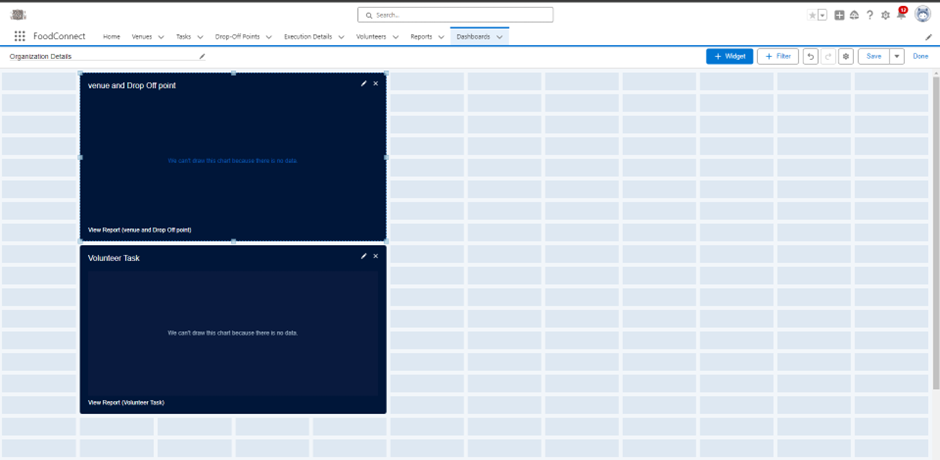 Search...
12
FoodConnect
Home
Venues
Tasks
Drop-Off Points
Execution Details
Volunteers
Reports
Dashboards
Organization Details
+ Widget
+ Filter
Save
Done
venue and Drop Off point
We can't draw this chart because there is no data.
View Report (venue and Drop Off point)
Volunteer Task
We can't draw this chart because there is no data.
View Report (Volunteer Task)